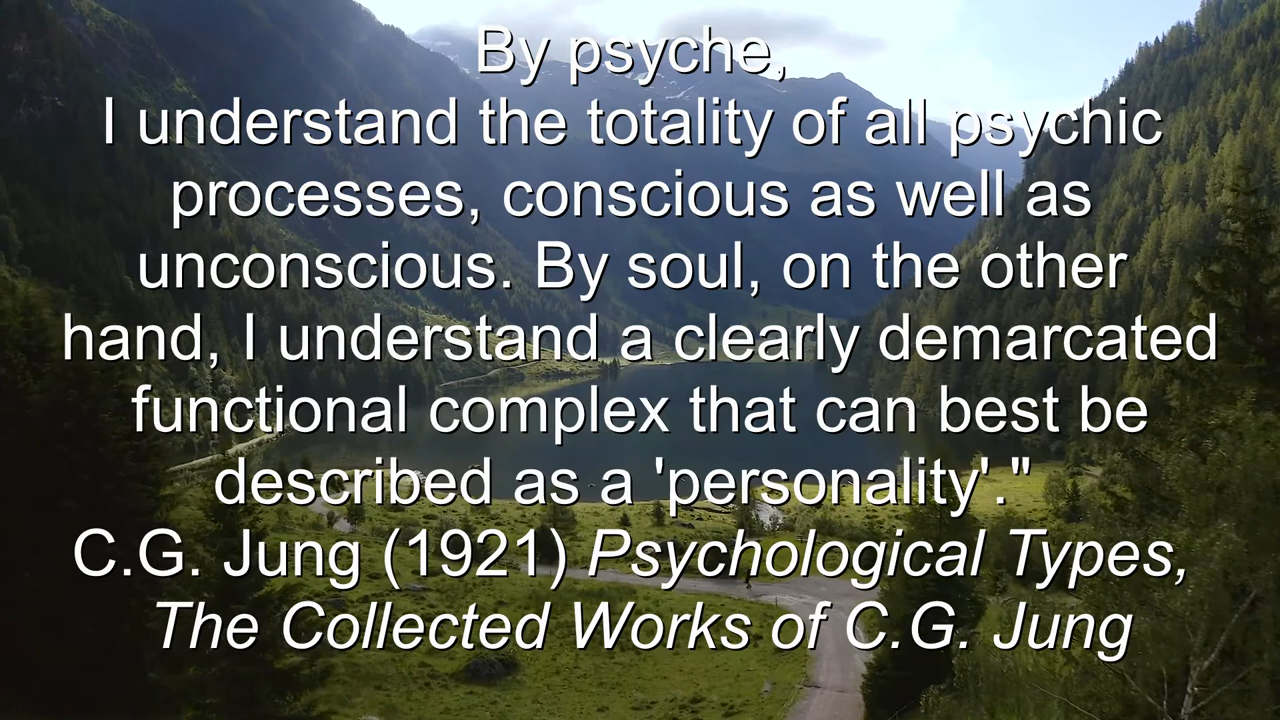 By psyche,
I understand the totality of all psychic
processes, conscious as well as
unconscious. By soul, on the other
hand, I understand a clearly demarcated
functional complex that can best be
described as a 'personality'."
C.G. Jung (1921) Psychological Types,
The Collected Works of C.G. Jung